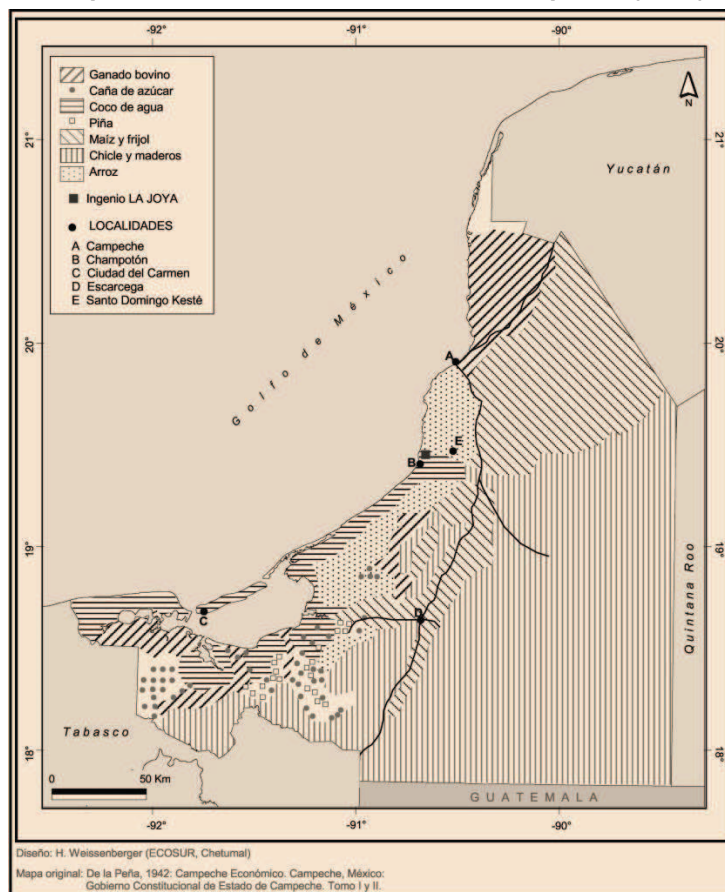 -92° -91° -90°
Ganado bovino
Caña de azúcar
Coco de agua
Piña
Maíz y frijol
Chicle y maderos
Arroz
Ingenio LA JOYA
LOCALIDADES
A Campeche
B Champotón
C Ciudad del Carmen
D Escarcega
E Santo Domingo Kesté
N
21° 21°
Yucatán
Golfo de México
20° 20°
A
E
B
19° 19°
Quintana Roo
D
C
Tabasco
18° 18°
0 50 Km
GUATEMALA
-92° -91° -90°
Diseño: H. Weissenberger (ECOSUR, Chetumal)
Mapa original: De la Peña, 1942: Campeche Económico. Campeche, México:
Gobierno Constitucional de Estado de Campeche. Tomo I y II.